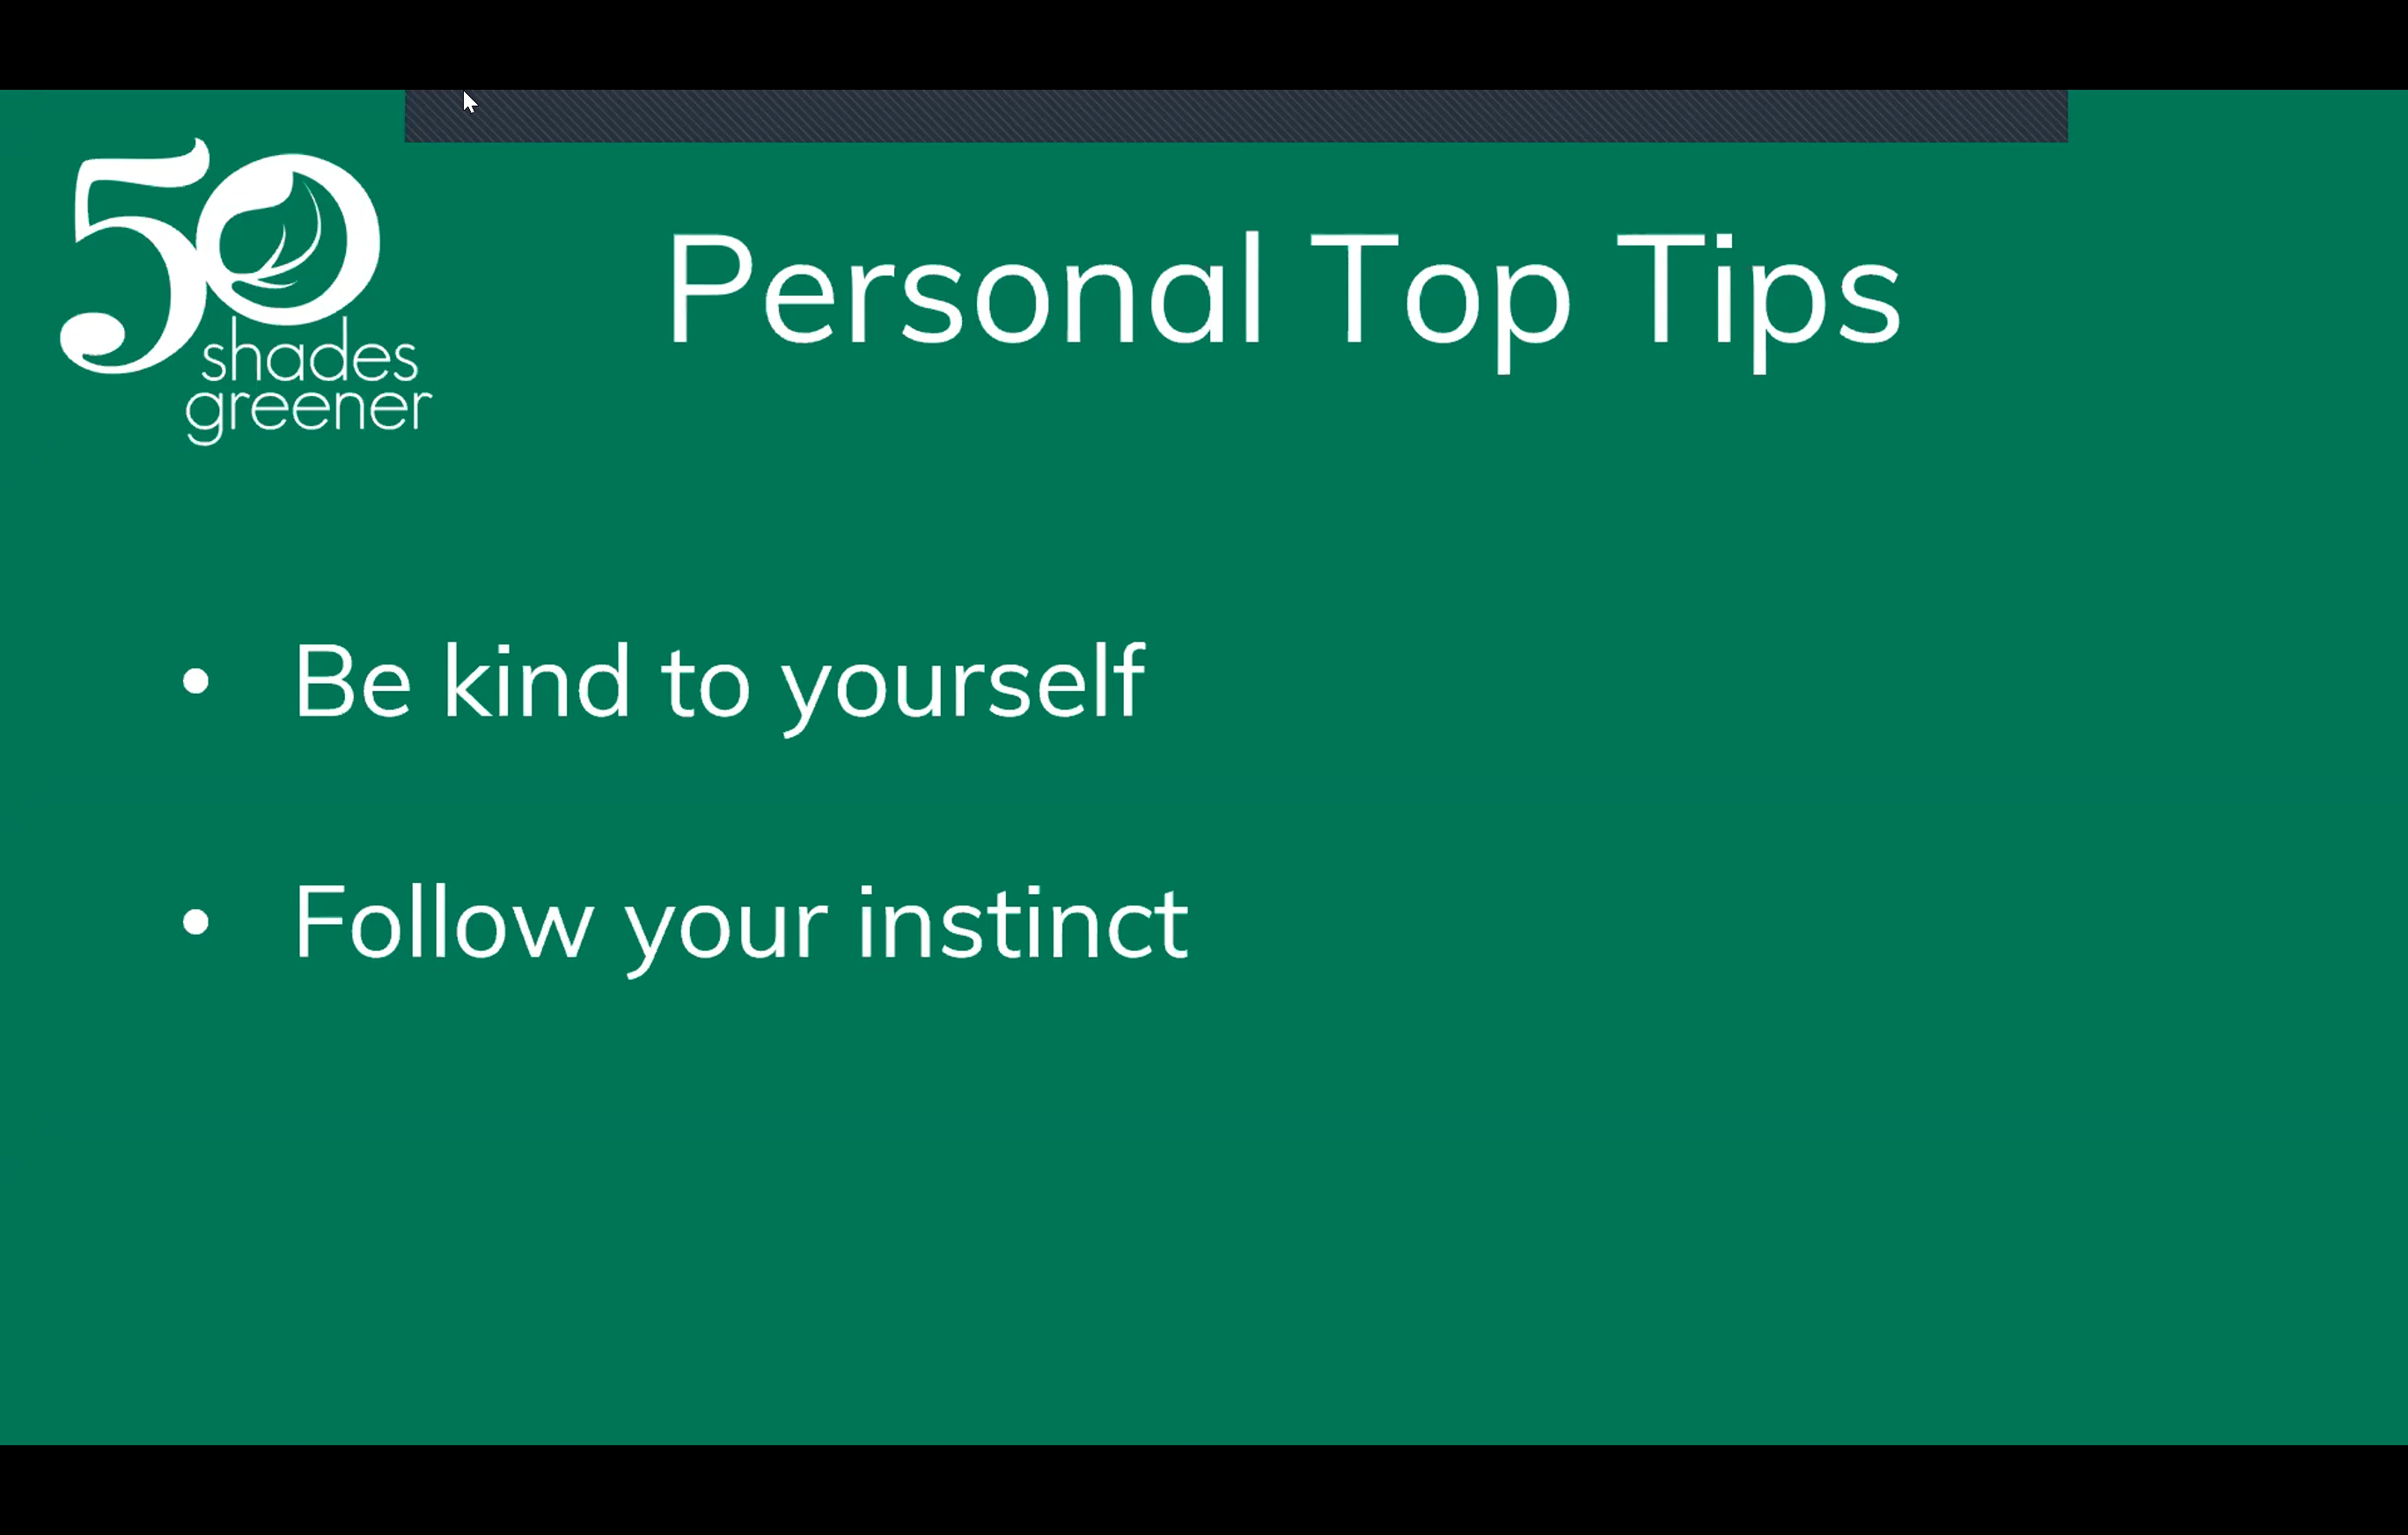 50
shades
greener
Personal Top Tips
• Be kind to yourself
• Follow your instinct